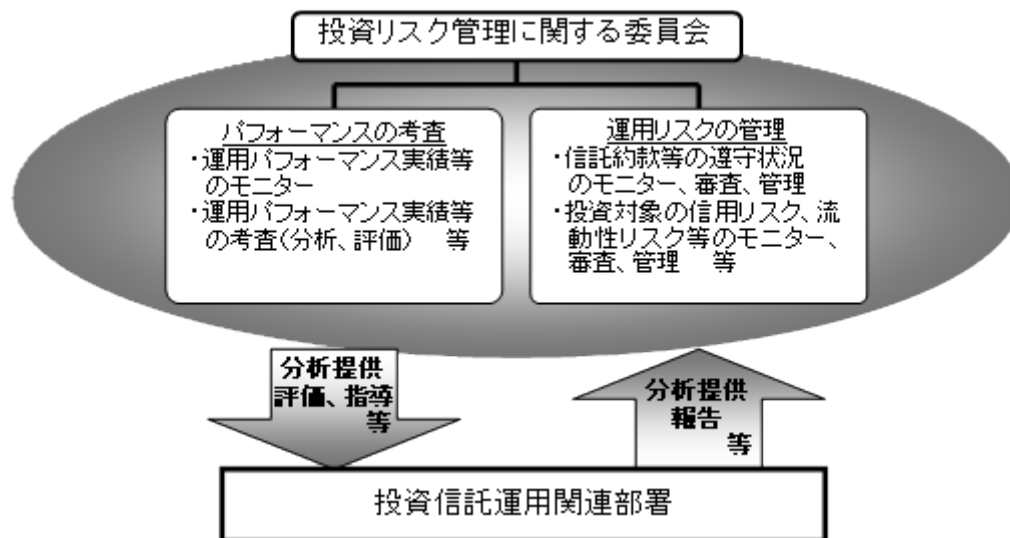 投資リスク管理に関する委員会
パフォーマンスの考査
・運用パフォーマンス実績等
のモニター
・運用パフォーマンス実績等
の考査(分析、評価) 等
運用リスクの管理
・信託約款等の遵守状況
のモニター、審査、管理
・投資対象の信用リスク、流
動性リスク等のモニター、
審査、管理 等
分析提供
評価、指導
等
分析提供
報告
等
投資信託運用関連部署